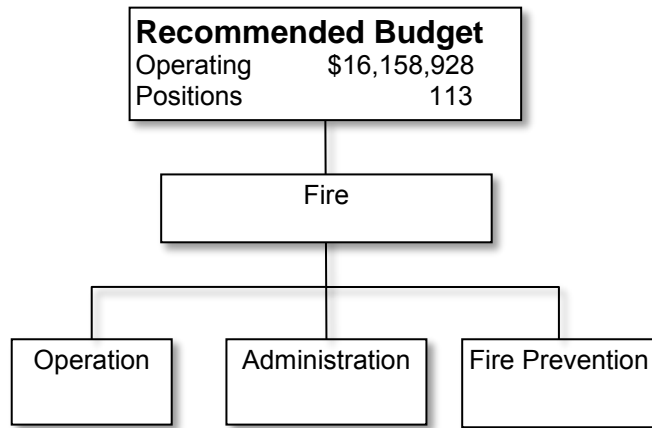 Recommended Budget
Operating $16,158,928
Positions 113
Fire
Operation
Administration
Fire Prevention